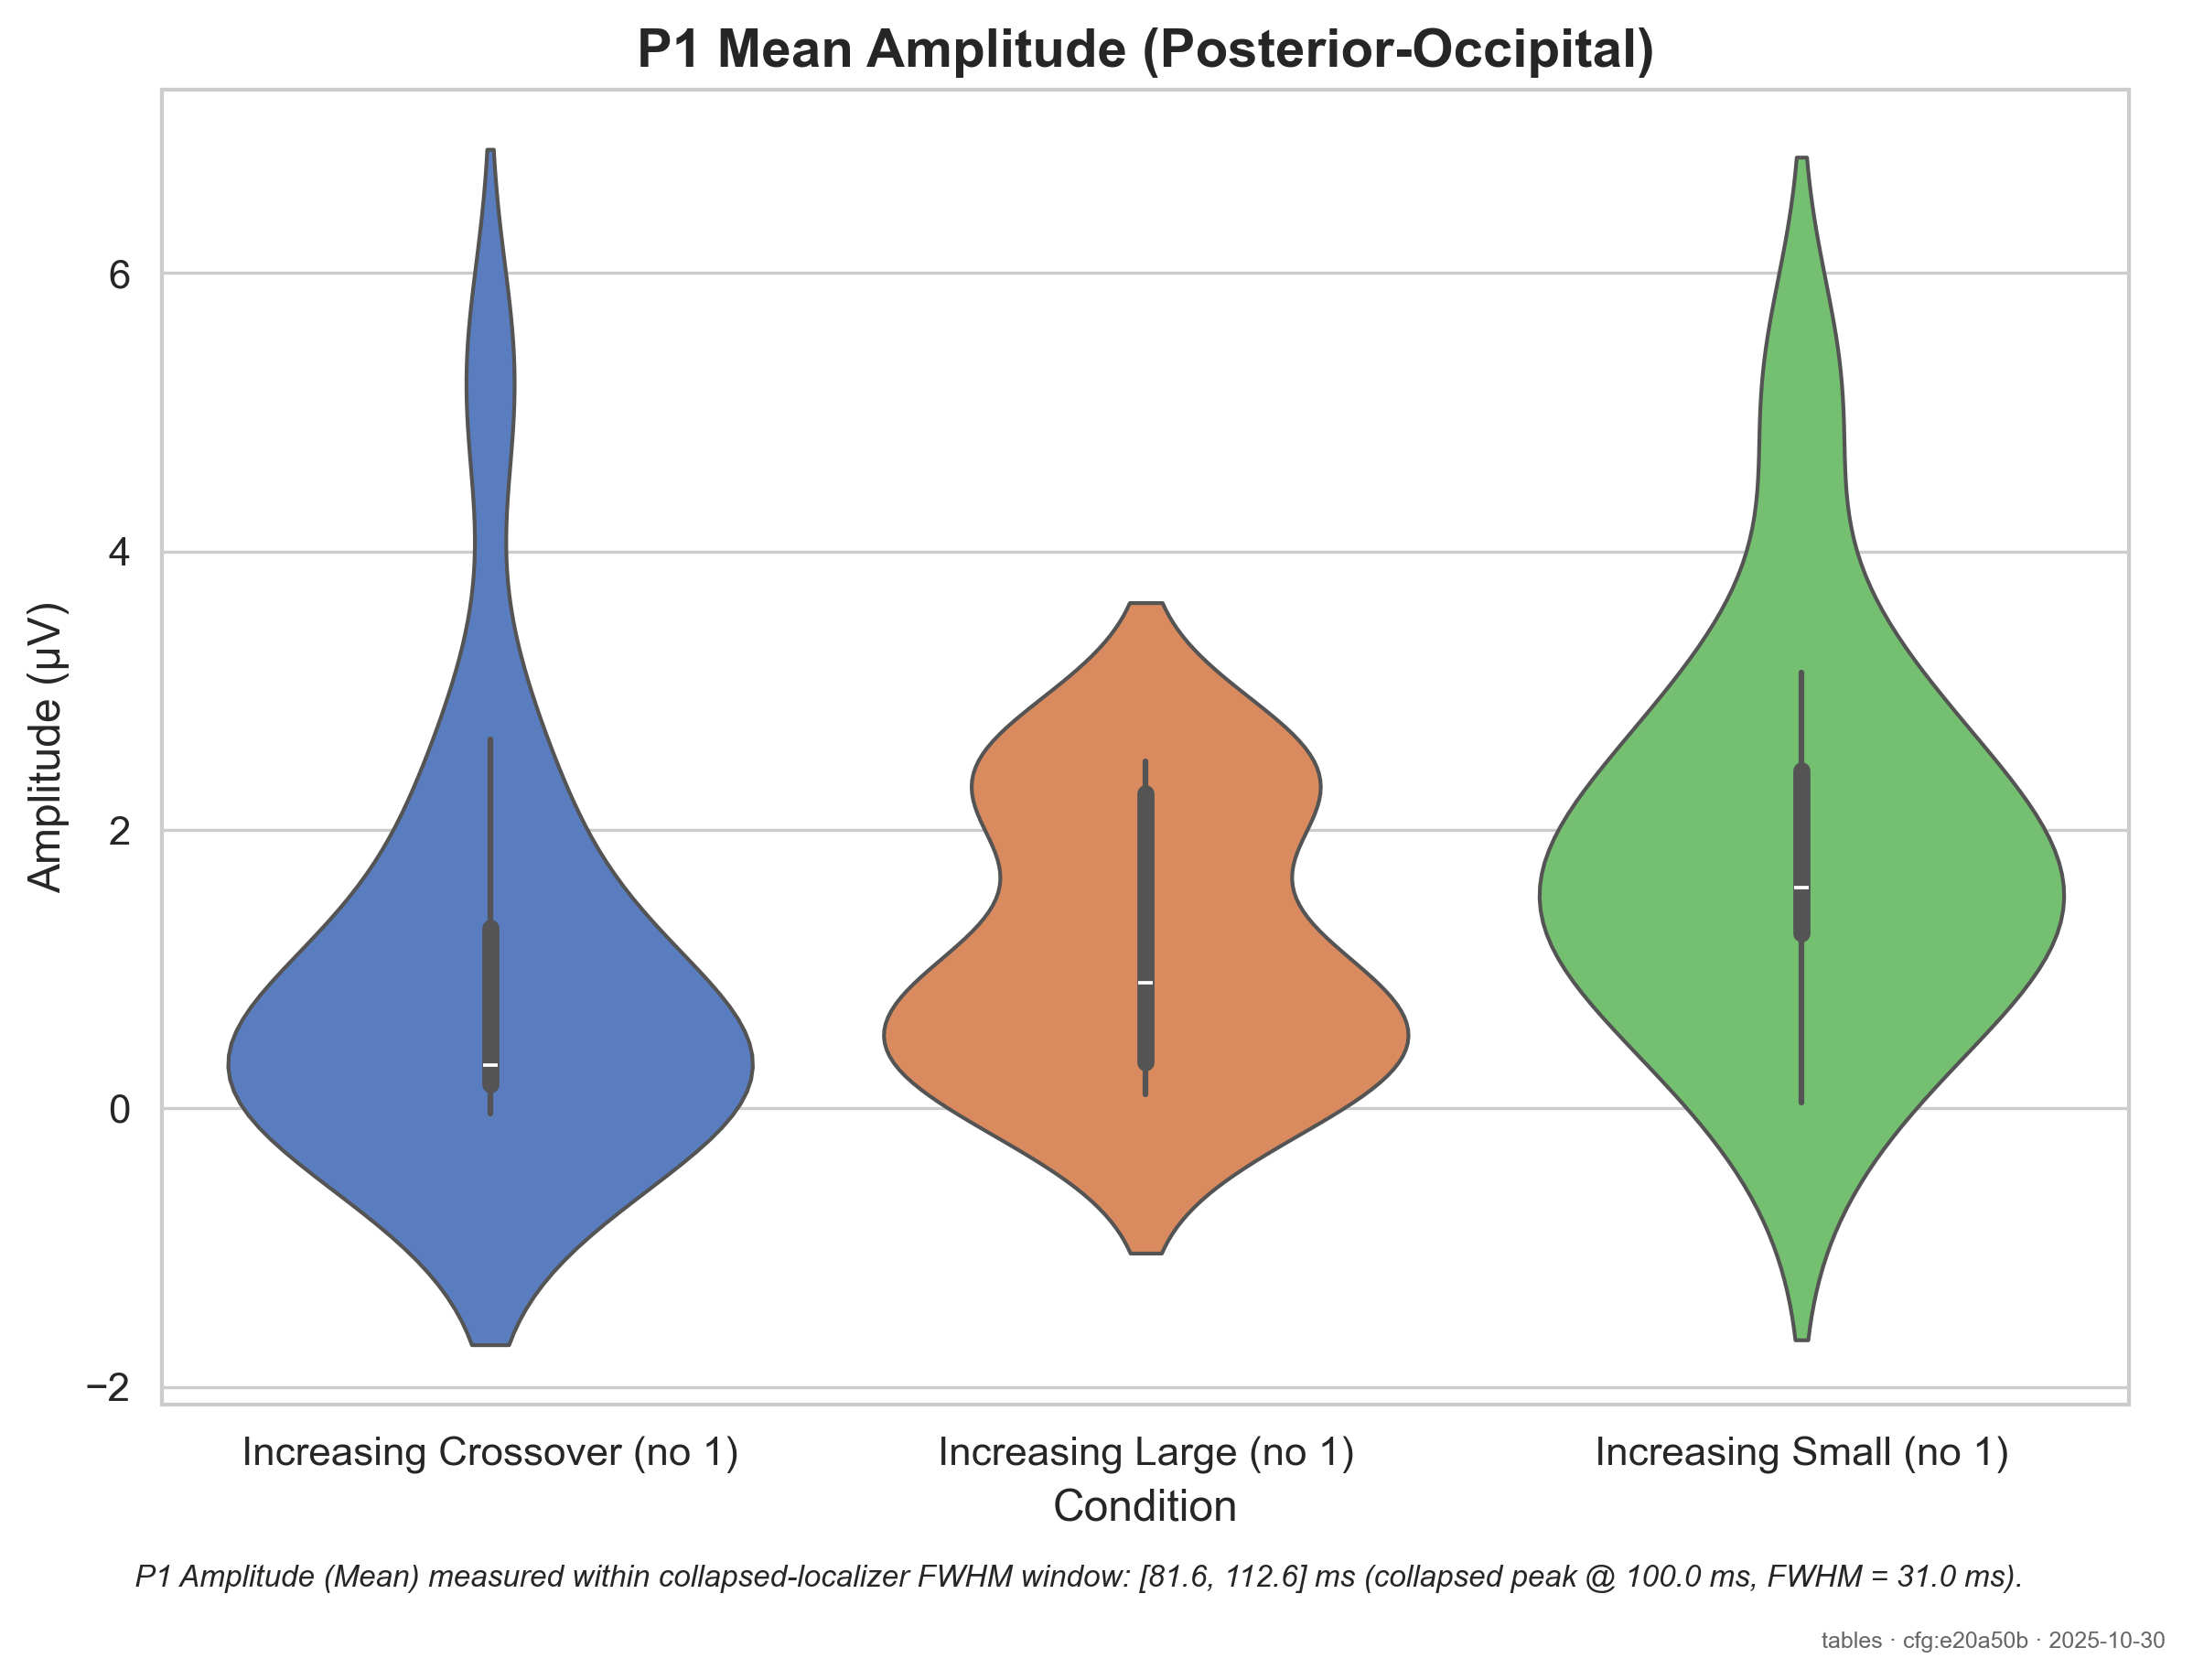 P1 Mean Amplitude (Posterior-Occipital)
Amplitude (µV)
6
4
2
0
−2
Increasing Crossover (no 1)
Increasing Large (no 1)
Increasing Small (no 1)
Condition
P1 Amplitude (Mean) measured within collapsed-localizer FWHM window: [81.6, 112.6] ms (collapsed peak @ 100.0 ms, FWHM = 31.0 ms).
tables · cfg:e20a50b · 2025-10-30